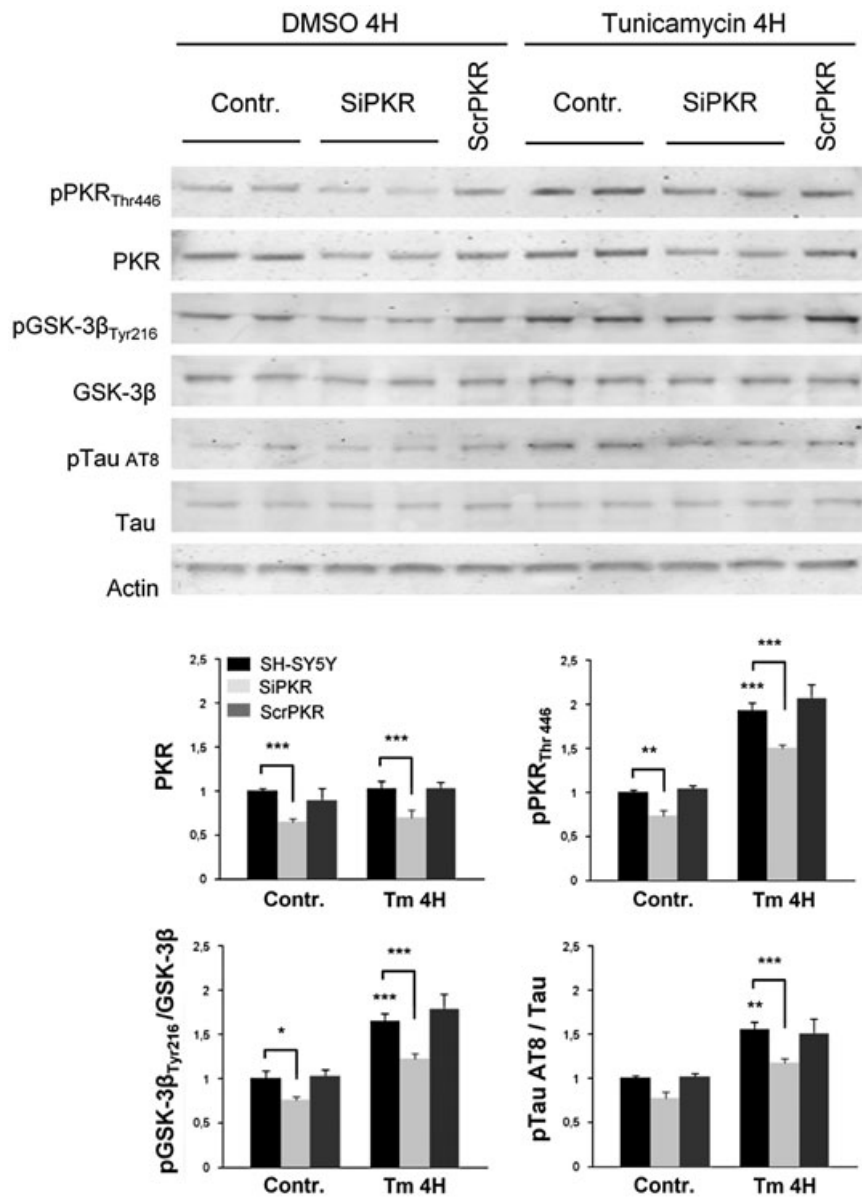 DMSO 4H Tunicamycin 4H
Contr. SiPKR ScrPKR Contr. SiPKR ScrPKR
pPKRThr446
PKR
pGSK-3βTyr216
GSK-3β
pTau AT8
Tau
Actin
PKR
2,5
2
1,5
1
0,5
0
SH-SY5Y
SiPKR
ScrPKR
*** ***
Contr. Tm 4H
pPKRThr 446
2,5
2
1,5
1
0,5
0
***
***
**
Contr. Tm 4H
pGSK-3βTyr216/GSK-3β
2,5
2
1,5
1
0,5
0
***
***
*
Contr. Tm 4H
pTau AT8 / Tau
2,5
2
1,5
1
0,5
0
***
**
Contr. Tm 4H